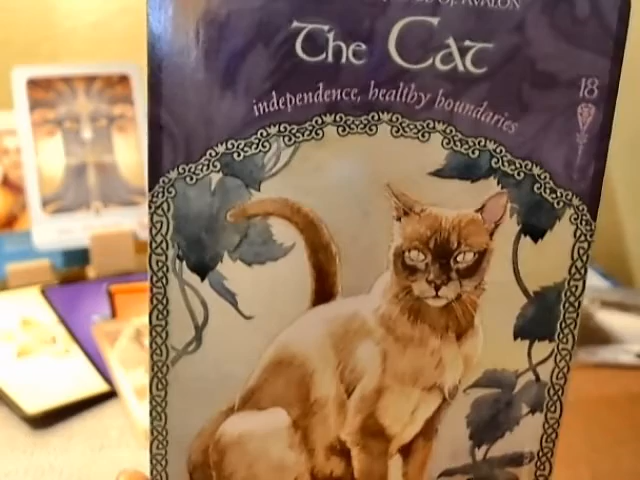 OF AVALON
The Cat
independence, healthy boundaries
18